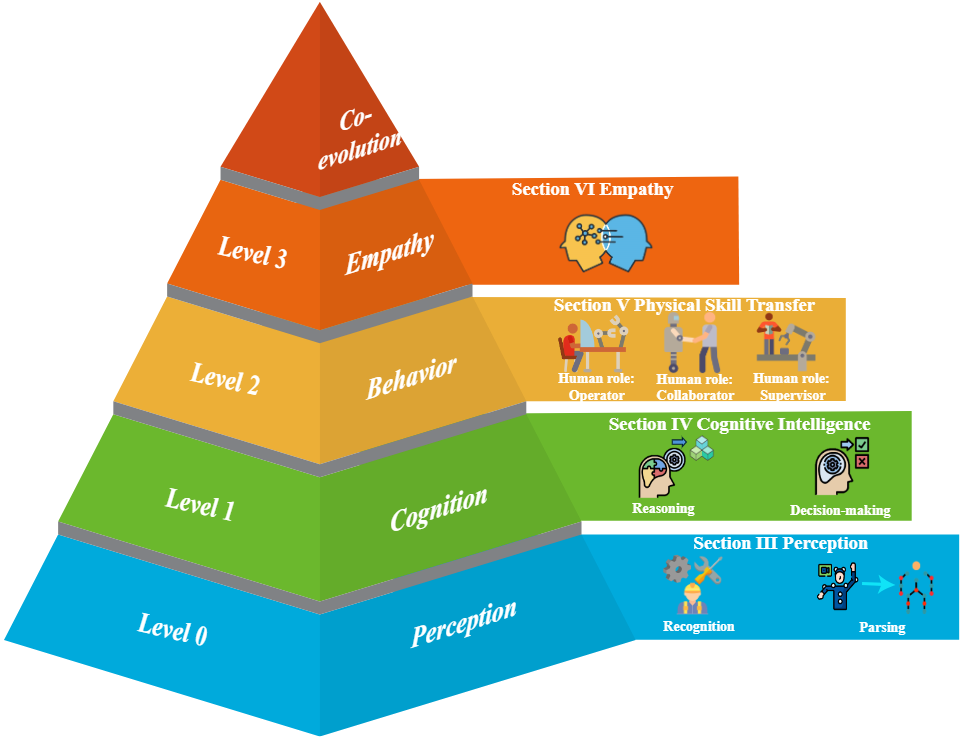 Co-
evolution
Section VI Empathy
Level 3
Empathy
Section V Physical Skill Transfer
Level 2
Behavior
Human role:
Operator
Human role:
Collaborator
Human role:
Supervisor
Section IV Cognitive Intelligence
Level 1
Cognition
Reasoning
Decision-making
Section III Perception
Level 0
Perception
Recognition
Parsing